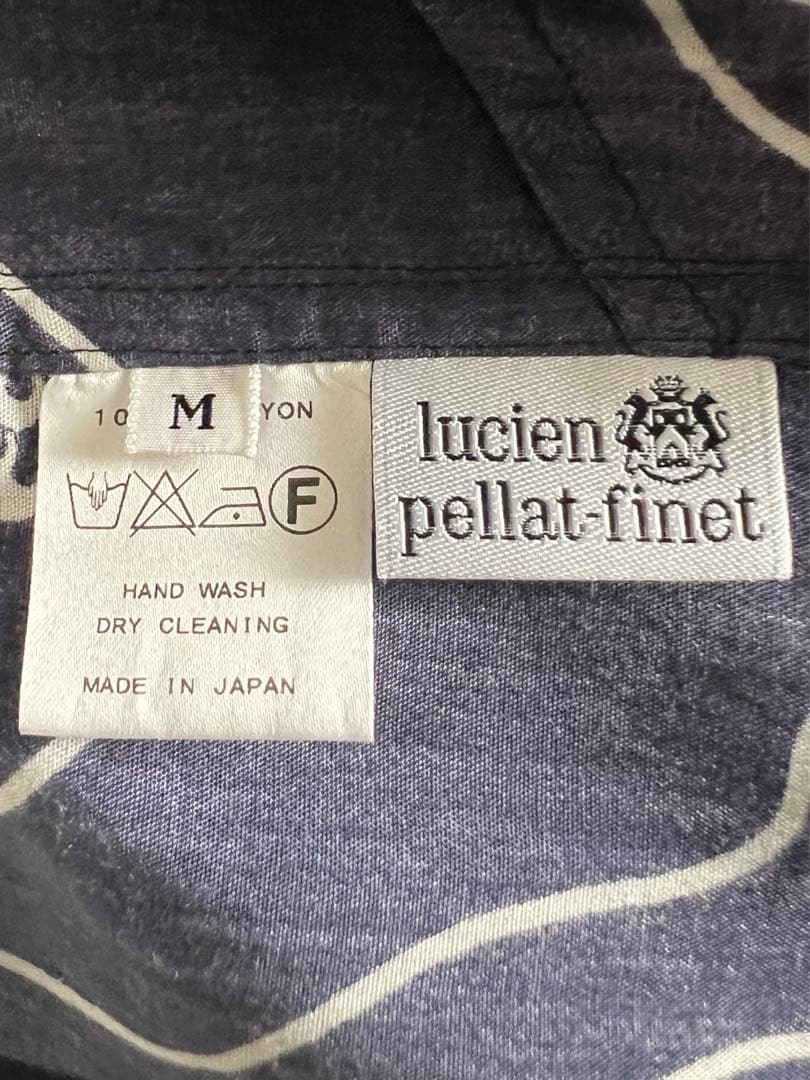 10
M
YON
F
HAND WASH
DRY CLEANING
MADE IN JAPAN
lucien
pellat-finet